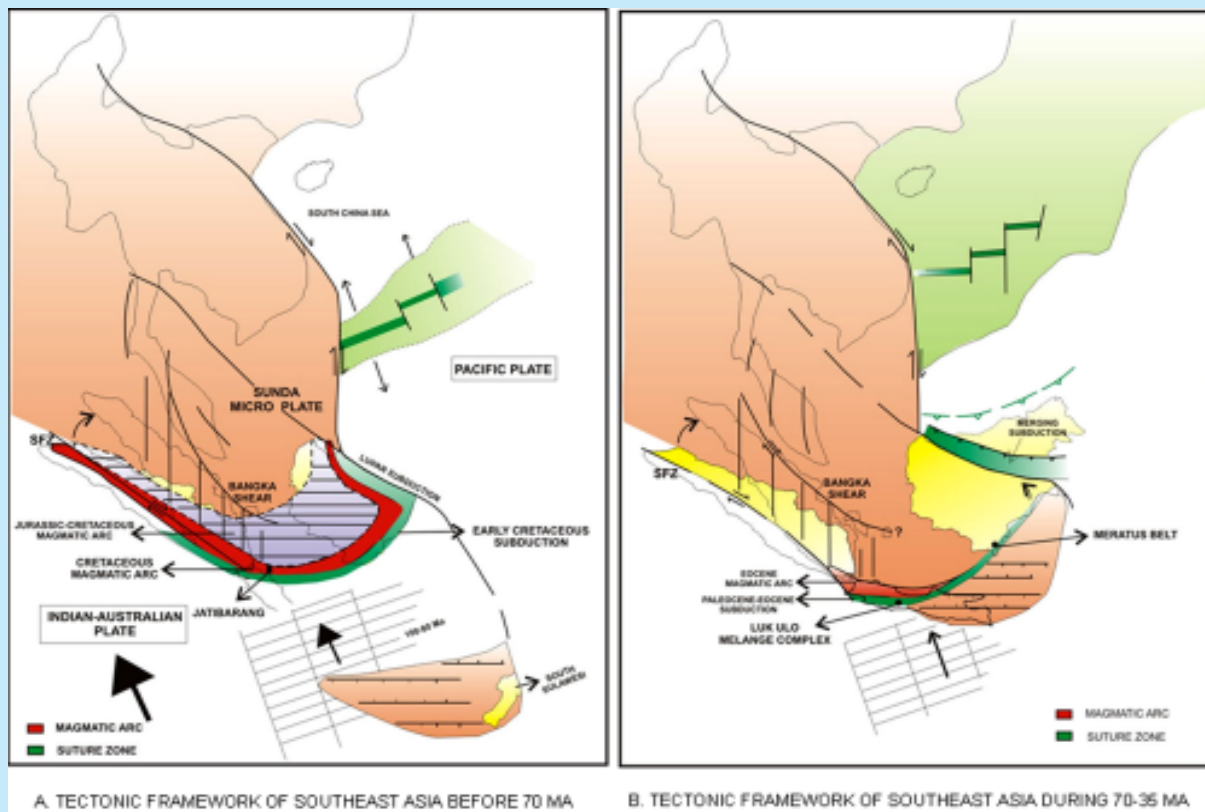 SOUTH CHINA SEA
PACIFIC PLATE
SUNDA
MICRO PLATE
SFZ
LUPAR SUBDUCTION
BANGKA
SHEAR
JURASSIC-CRETACEOUS
MAGMATIC ARC
EARLY CRETACEOUS
SUBDUCTION
CRETACEOUS
MAGMATIC ARC
JATIBARANG
INDIAN-AUSTRALIAN
PLATE
SOUTH
SULAWESI
MAGMATIC ARC
SUTURE ZONE
A. TECTONIC FRAMEWORK OF SOUTHEAST ASIA BEFORE 70 MA
MERGING
SUBDUCTION
SFZ
BANGKA
SHEAR
?
MERATUS BELT
EOCENE
MAGMATIC ARC
PALEOCENE-EOCENE
SUBDUCTION
LUK ULO
MELANGE COMPLEX
MAGMATIC ARC
SUTURE ZONE
B. TECTONIC FRAMEWORK OF SOUTHEAST ASIA DURING 70-35 MA